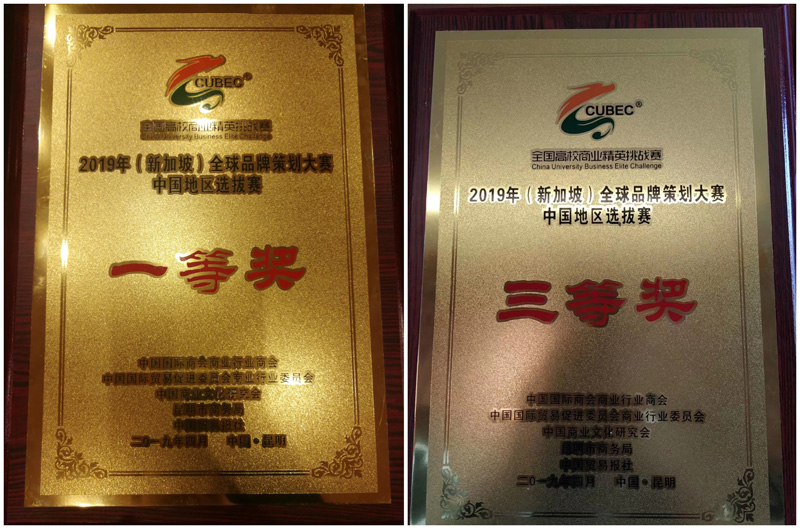 CUBEC®
全国高校商业精英挑战赛
China University Business Elite Challenge
2019年（新加坡）全球品牌策划大赛
中国地区选拔赛
一等奖
中国国际商会商业行业商会
中国国际贸易促进委员会商业行业委员会
中国商业文化研究会
昆明市商务局
中国贸易报社
二〇一九年四月 中国·昆明
CUBEC®
全国高校商业精英挑战赛
China University Business Elite Challenge
2019年（新加坡）全球品牌策划大赛
中国地区选拔赛
三等奖
中国国际商会商业行业商会
中国国际贸易促进委员会商业行业委员会
中国商业文化研究会
昆明市商务局
中国贸易报社
二〇一九年四月 中国·昆明